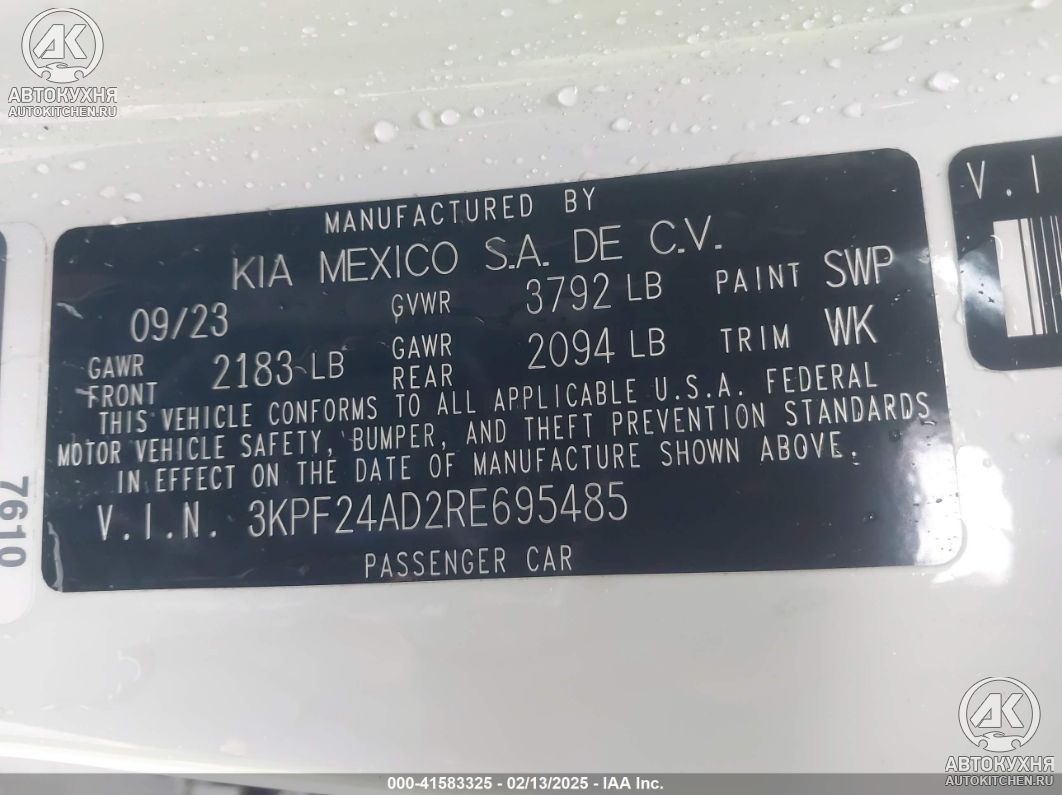 AK
АВТОКУХНЯ
AUTOKITCHEN.RU
MANUFACTURED BY
KIA MEXICO S.A. DE C.V.
09/23 GVWR 3792 LB PAINT SWP
GAWR FRONT 2183 LB GAWR REAR 2094 LB TRIM WK
THIS VEHICLE CONFORMS TO ALL APPLICABLE U.S.A. FEDERAL
MOTOR VEHICLE SAFETY, BUMPER, AND THEFT PREVENTION STANDARDS
IN EFFECT ON THE DATE OF MANUFACTURE SHOWN ABOVE.
V.I.N. 3KPF24AD2RE695485
PASSENGER CAR
V.I
7610
AK
АВТОКУХНЯ
AUTOKITCHEN.RU
000-41583325 - 02/13/2025 - IAA Inc.